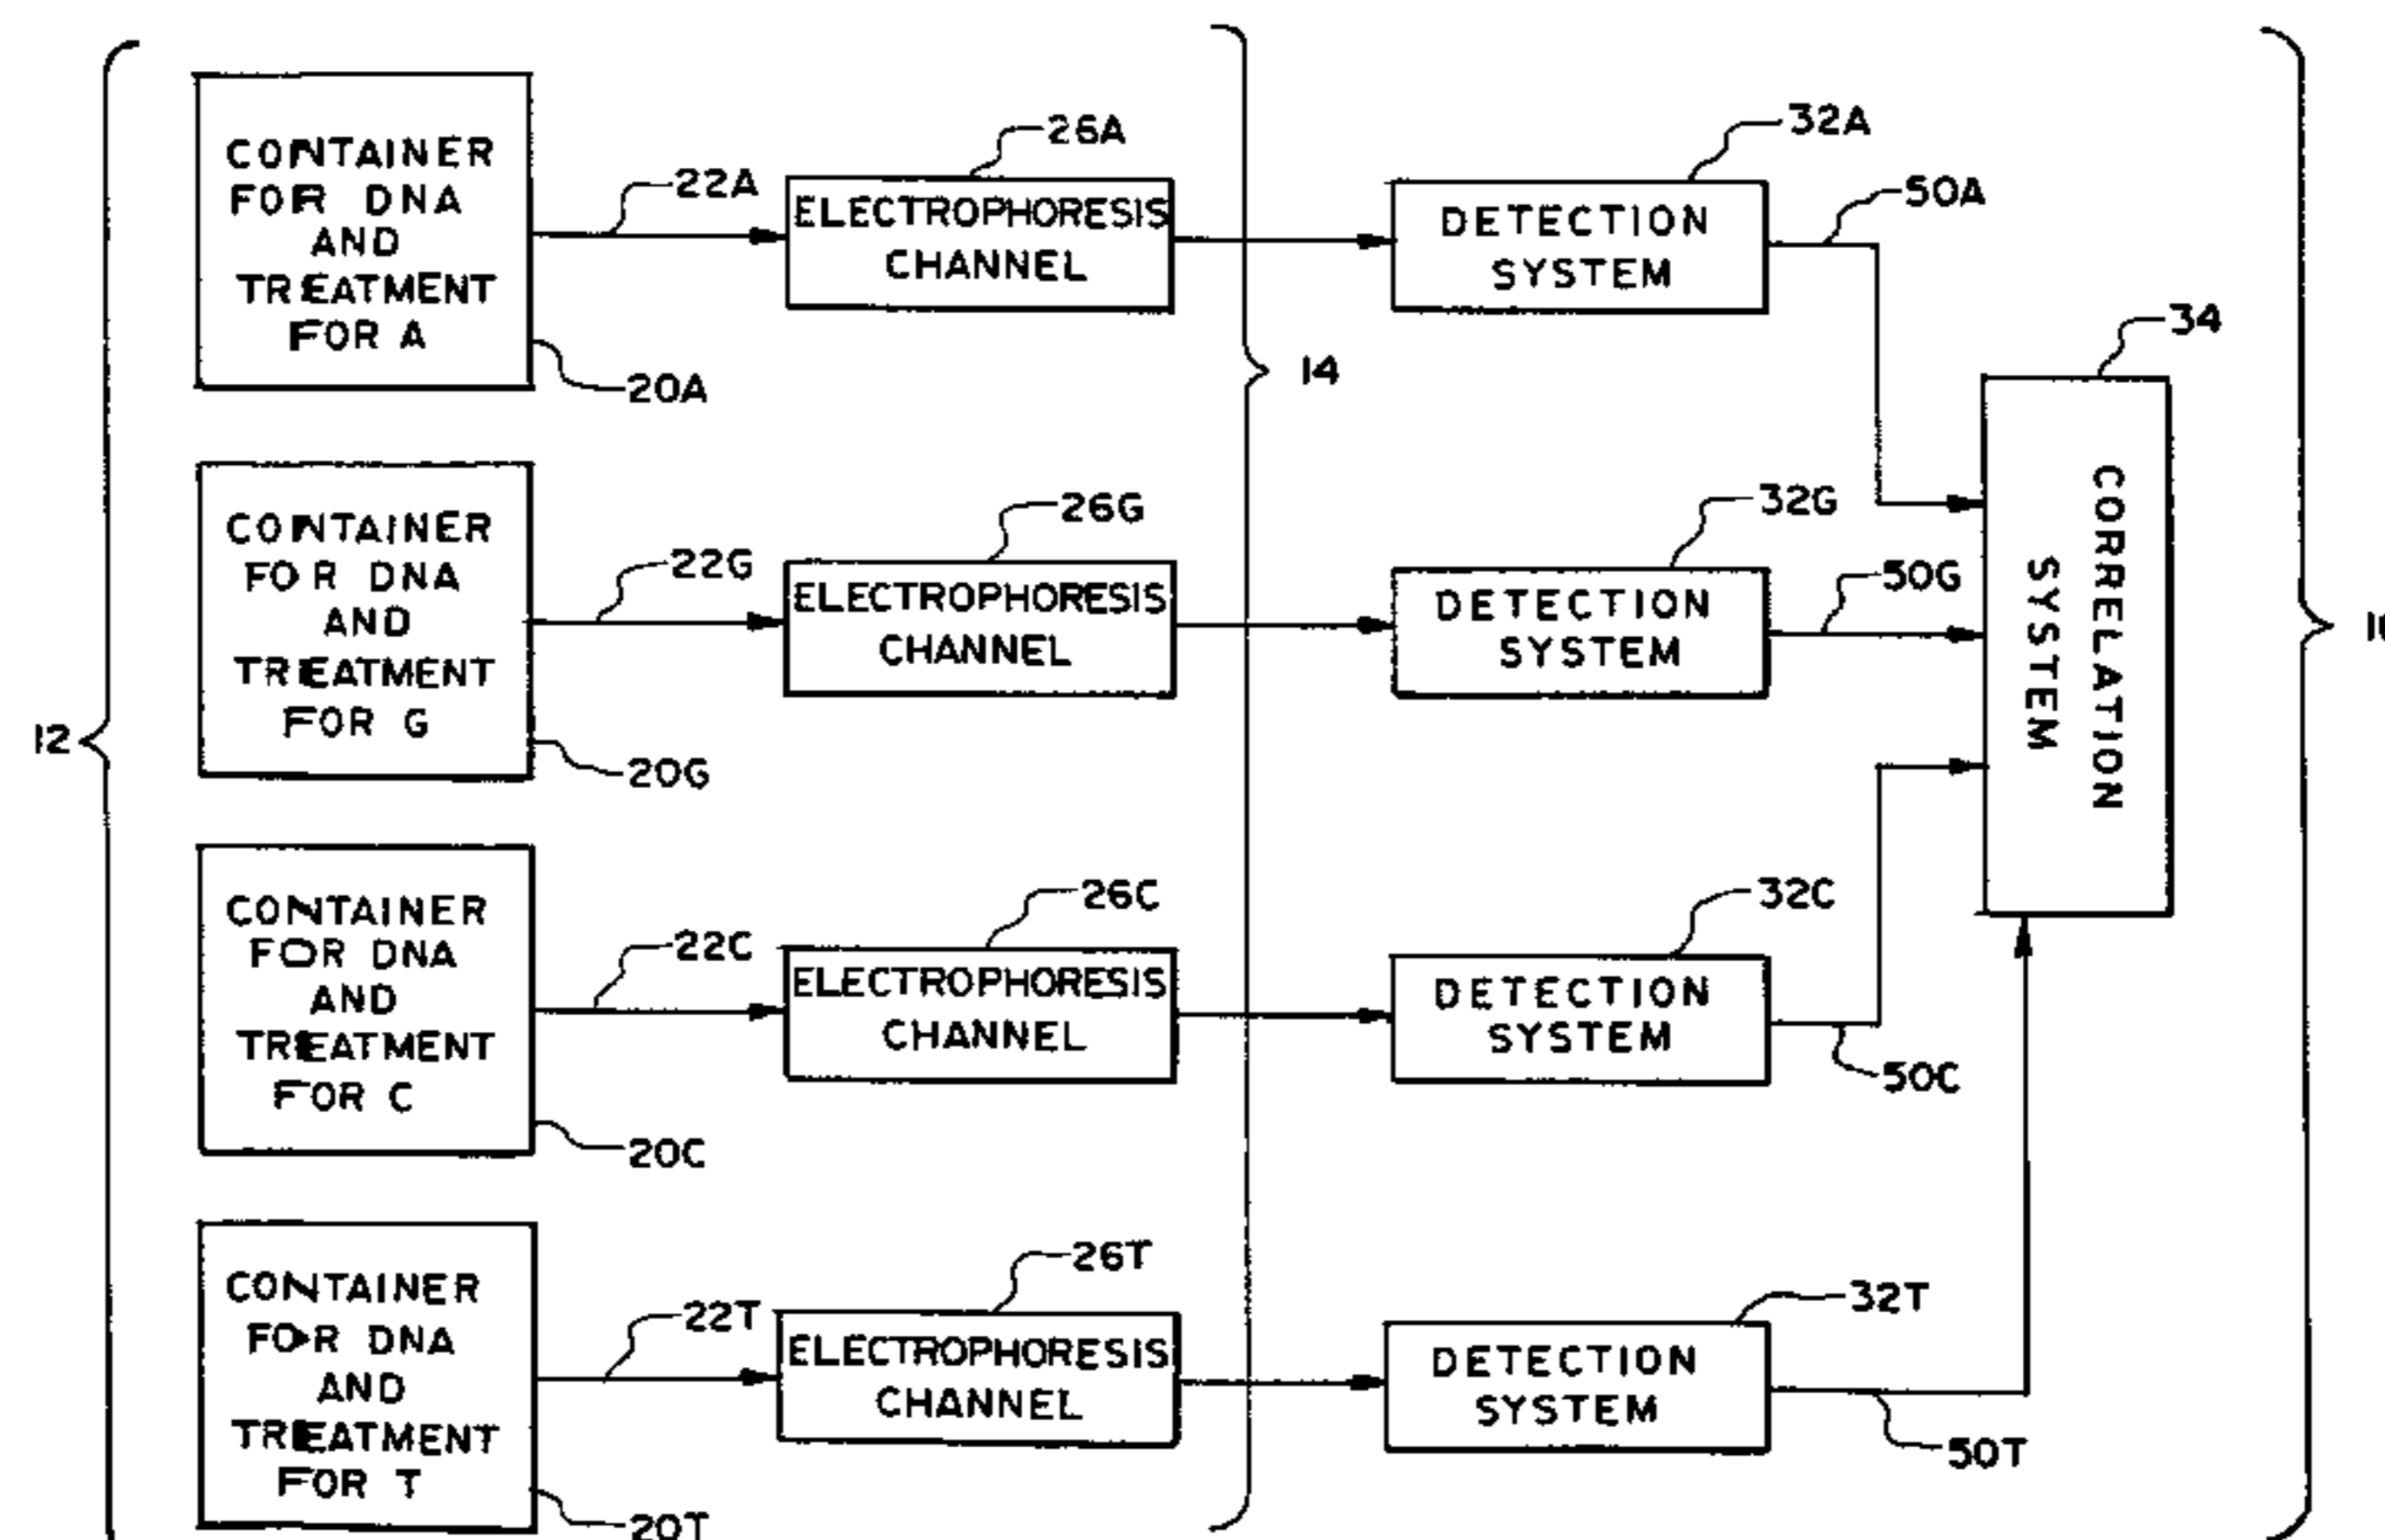 CONTAINER
FOR DNA
AND
TREATMENT
FOR A
20A
22A
26A
ELECTROPHORESIS
CHANNEL
14
32A
DETECTION
SYSTEM
50A
34
CORRELATION
SYSTEM
12
CONTAINER
FOR DNA
AND
TREATMENT
FOR G
20G
22G
26G
ELECTROPHORESIS
CHANNEL
32G
DETECTION
SYSTEM
50G
CONTAINER
FOR DNA
AND
TREATMENT
FOR C
20C
22C
26C
ELECTROPHORESIS
CHANNEL
32C
DETECTION
SYSTEM
50C
CONTAINER
FOR DNA
AND
TREATMENT
FOR T
20T
22T
26T
ELECTROPHORESIS
CHANNEL
32T
DETECTION
SYSTEM
50T